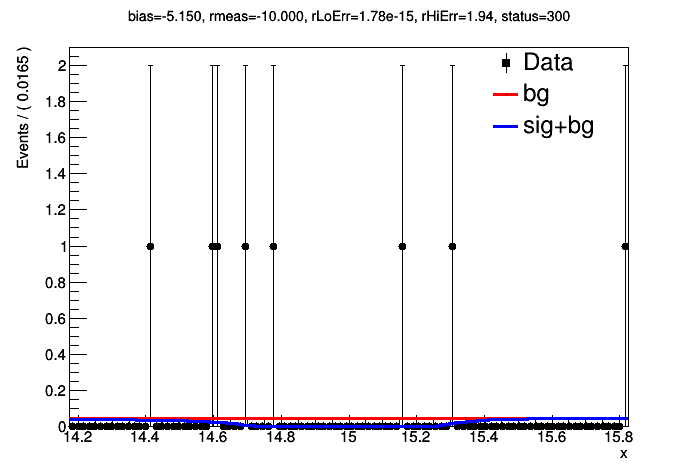 bias=-5.150, rmeas=-10.000, rLoErr=1.78e-15, rHiErr=1.94, status=300
Events / ( 0.0165 )
2
1.8
1.6
1.4
1.2
1
0.8
0.6
0.4
0.2
0
Data
bg
sig+bg
14.2 14.4 14.6 14.8 15 15.2 15.4 15.6 15.8
x